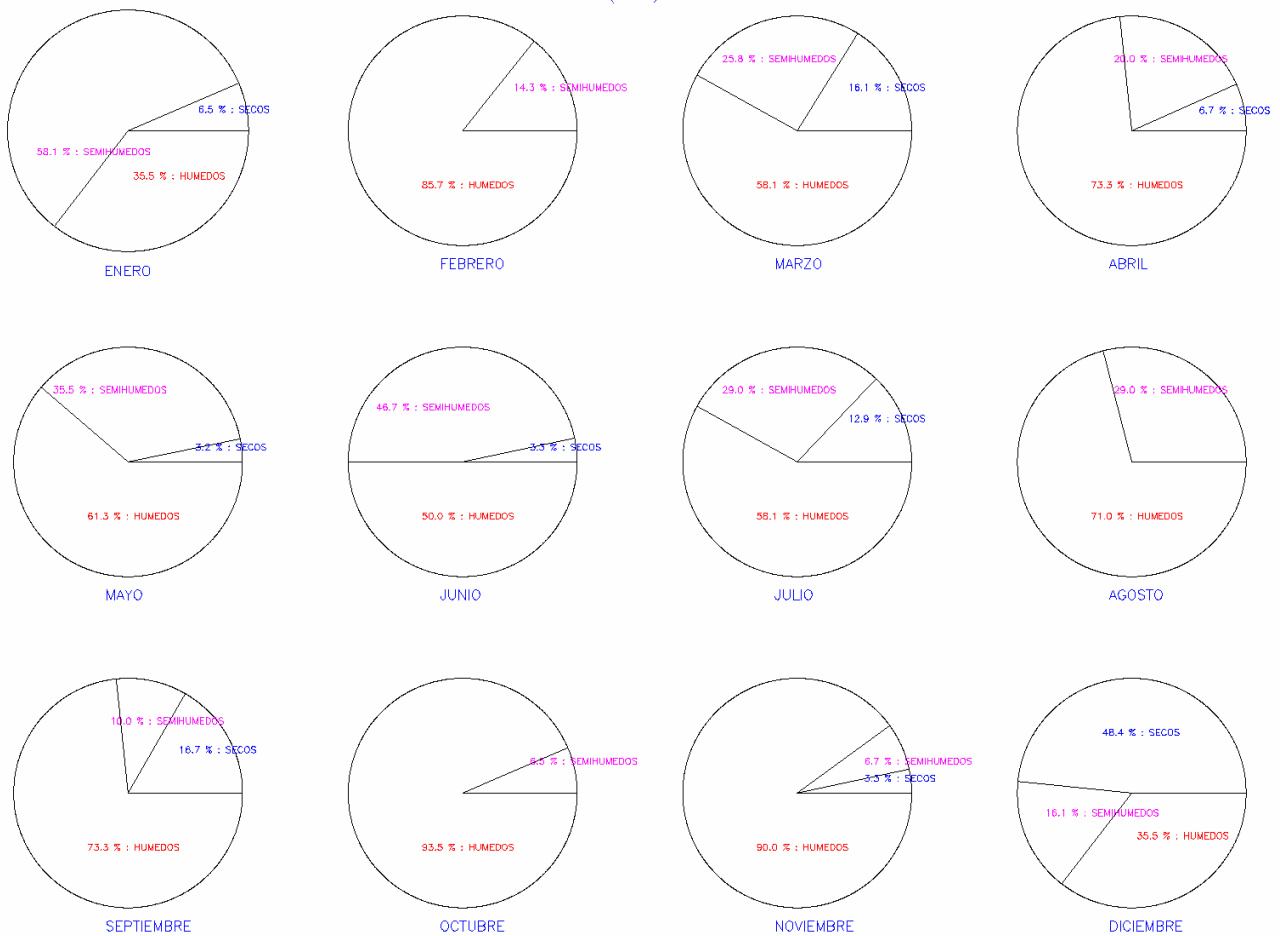 25.8 % : SEMIHUMEDOS
20.0 % : SEMIHUMEDOS
14.3 % : SEMIHUMEDOS
16.1 % : SECOS
6.5 % : SECOS
6.7 % : SECOS
58.1 % : SEMIHUMEDOS
35.5 % : HUMEDOS
85.7 % : HUMEDOS
58.1 % : HUMEDOS
73.3 % : HUMEDOS
ENERO
FEBRERO
MARZO
ABRIL
35.5 % : SEMIHUMEDOS
29.0 % : SEMIHUMEDOS
29.0 % : SEMIHUMEDOS
46.7 % : SEMIHUMEDOS
12.9 % : SECOS
3.2 % : SECOS
3.3 % : SECOS
61.3 % : HUMEDOS
50.0 % : HUMEDOS
58.1 % : HUMEDOS
71.0 % : HUMEDOS
MAYO
JUNIO
JULIO
AGOSTO
10.0 % : SEMIHUMEDOS
48.4 % : SECOS
16.7 % : SECOS
6.5 % : SEMIHUMEDOS
6.7 % : SEMIHUMEDOS
3.3 % : SECOS
16.1 % : SEMIHUMEDOS
35.5 % : HUMEDOS
73.3 % : HUMEDOS
93.5 % : HUMEDOS
90.0 % : HUMEDOS
SEPTIEMBRE
OCTUBRE
NOVIEMBRE
DICIEMBRE